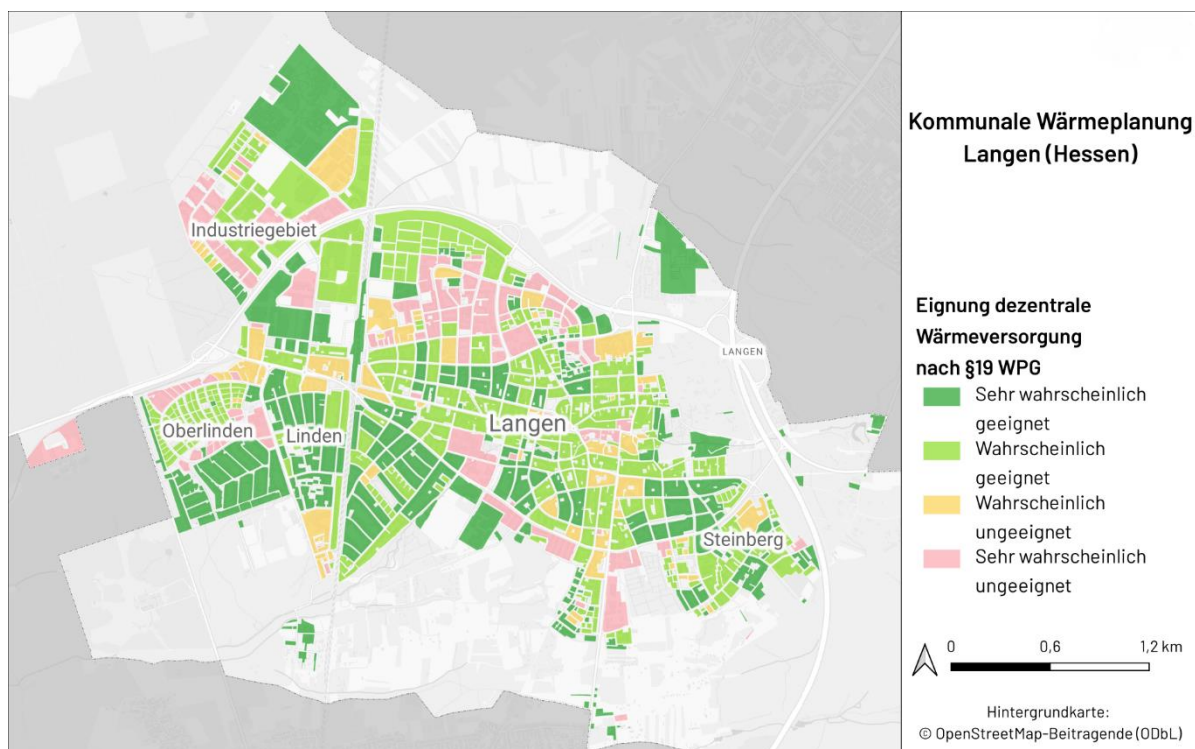 Kommunale Wärmeplanung
Langen (Hessen)
Industriegebiet
LANGEN
Oberlinden
Linden
Langen
Steinberg
Eignung dezentrale
Wärmeversorgung
nach §19 WPG
Sehr wahrscheinlich
geeignet
Wahrscheinlich
geeignet
Wahrscheinlich
ungeeignet
Sehr wahrscheinlich
ungeeignet
0 0,6 1,2 km
Hintergrundkarte:
© OpenStreetMap-Beitragende (ODbL)